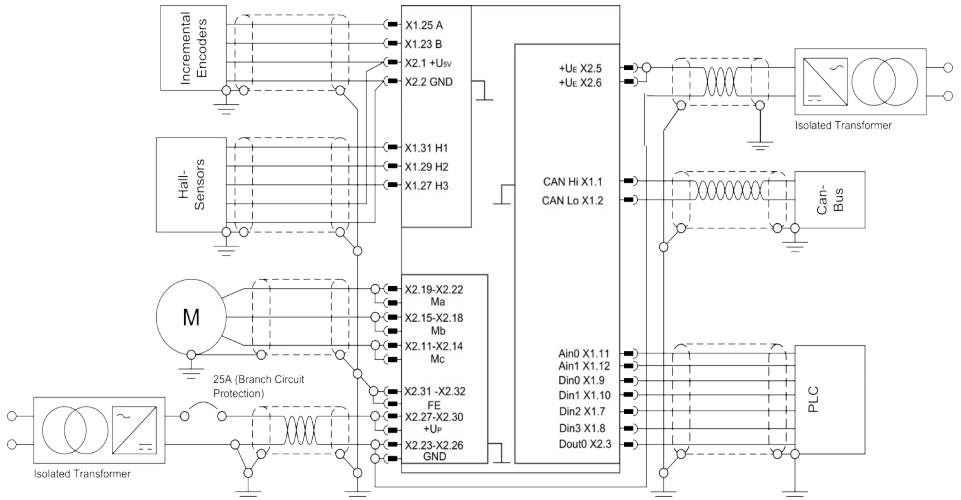 Incremental
Encoders
X1.25 A
X1.23 B
X2.1 +U5V
X2.2 GND
Hall-
Sensors
X1.31 H1
X1.29 H2
X1.27 H3
M
X2.19-X2.22
Ma
X2.15-X2.18
Mb
X2.11-X2.14
Mc
25A (Branch Circuit
Protection)
X2.31 -X2.32
FE
X2.27-X2.30
+UP
X2.23-X2.26
GND
Isolated Transformer
+UE X2.5
+UE X2.6
Isolated Transformer
CAN Hi X1.1
CAN Lo X1.2
Can-
Bus
Ain0 X1.11
Ain1 X1.12
Din0 X1.9
Din1 X1.10
Din2 X1.7
Din3 X1.8
Dout0 X2.3
PLC